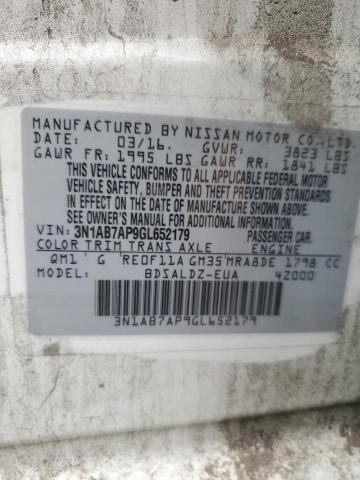 MANUFACTURED BY NISSAN MOTOR CO., LTD.
DATE: 03/16. GVWR: 3823 LBS
GAWR FR: 1995 LBS GAWR RR: 1841 LBS
THIS VEHICLE CONFORMS TO ALL APPLICABLE FEDERAL MOTOR
VEHICLE SAFETY, BUMPER AND THEFT PREVENTION STANDARDS
IN EFFECT ON THE DATE OF MANUFACTURE SHOWN ABOVE.
SEE OWNER'S MANUAL FOR ADDITIONAL INFORMATION.
VIN: 3N1AB7AP9GL652179 PASSENGER CAR
COLOR TRIM TRANS AXLE ENGINE
QM1 G RE0F11A GM35 MRA8DE 1798 CC
MODEL: BDSALDZ-EUA 42000
3N1AB7AP9GL652179